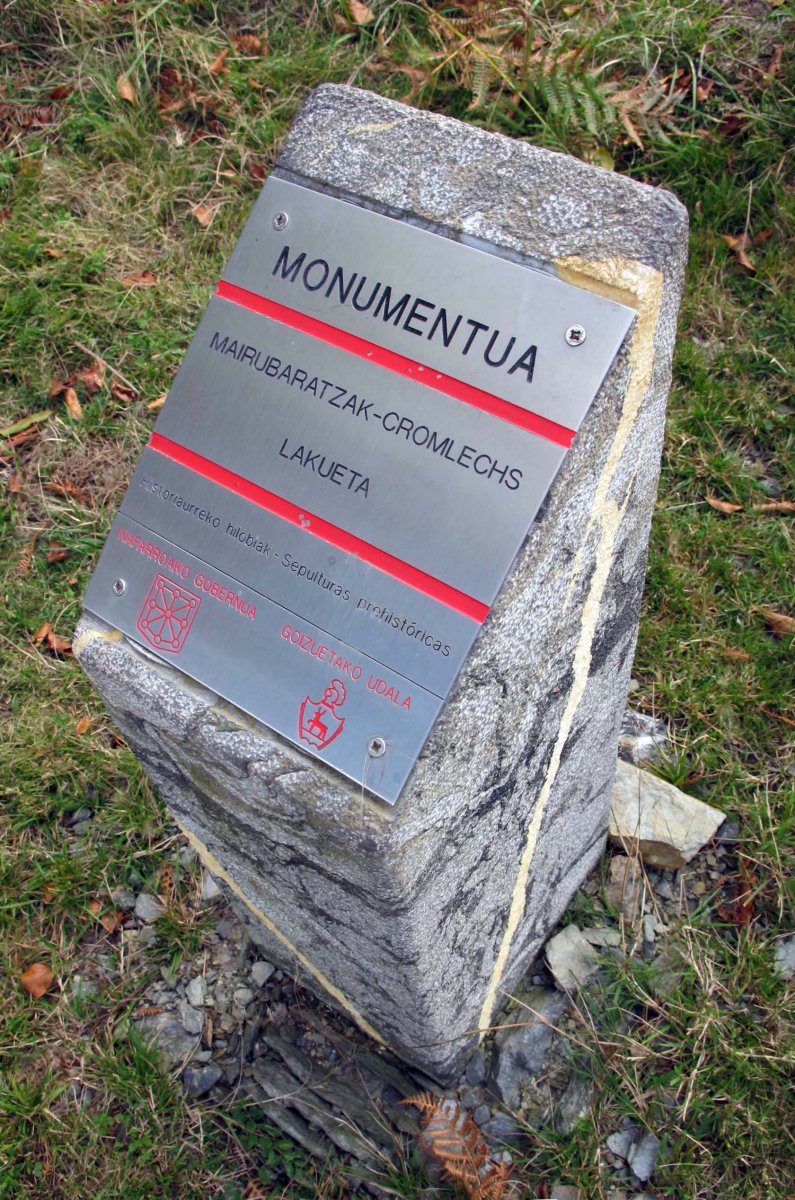 MONUMENTUA
MAIRUBARATZAK-CROMLECHS
LAKUETA
Historiaurreko hilobiak - Sepulturas prehistóricas
NAFARROAKO GOBERNUA
GOIZUETAKO UDALA